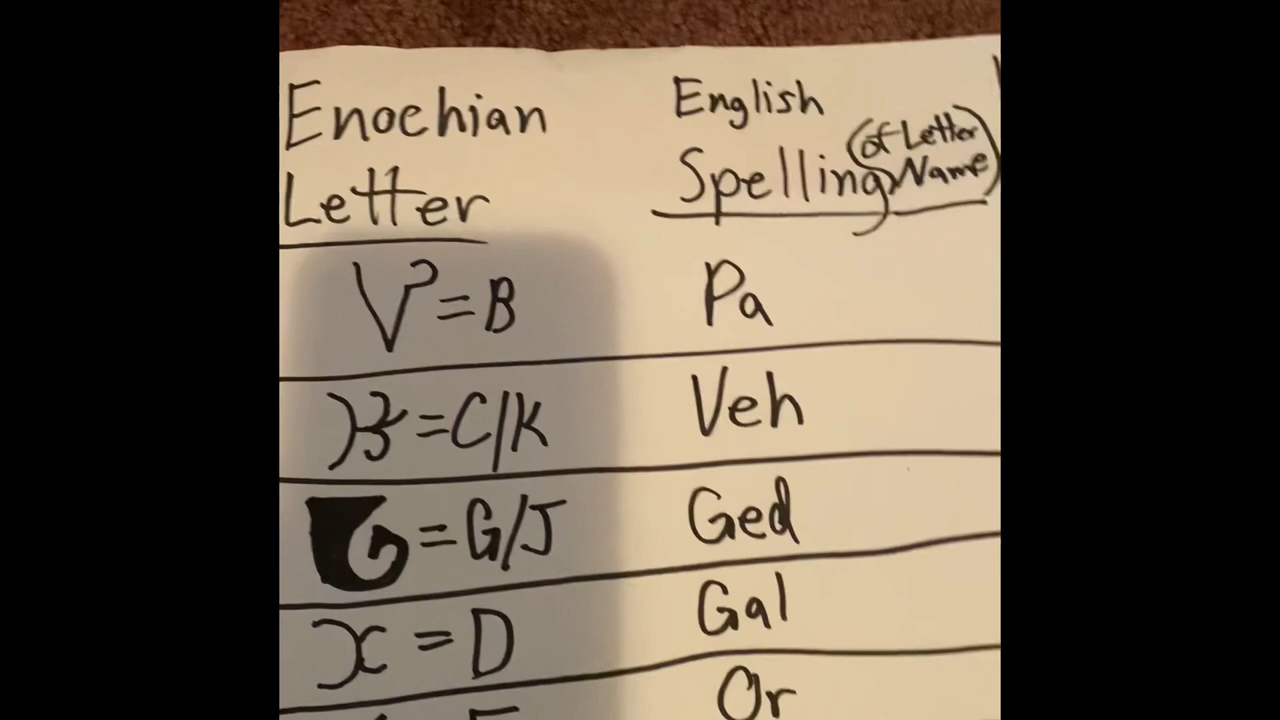 Enochian
Letter
English
Spelling (of Letter
Name)
=B Pa
=C/K Veh
=G/J Ged
=D Gal
Or